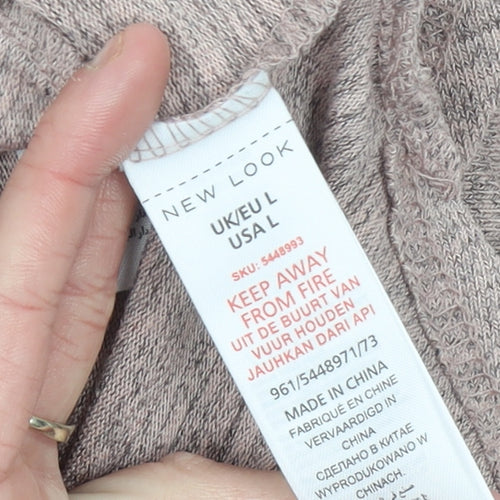 NEW LOOK
UK/EU L
USA L
SKU: 5448993
KEEP AWAY
FROM FIRE
UIT DE BUURT VAN
VUUR HOUDEN
JAUHKAN DARI API
961/5448971/73
MADE IN CHINA
FABRIQUÉ EN CHINE
VERVAARDIGD IN
CHINA
СДЕЛАНО В КИТАЕ
WYPRODUKOWANO W
CHINACH.